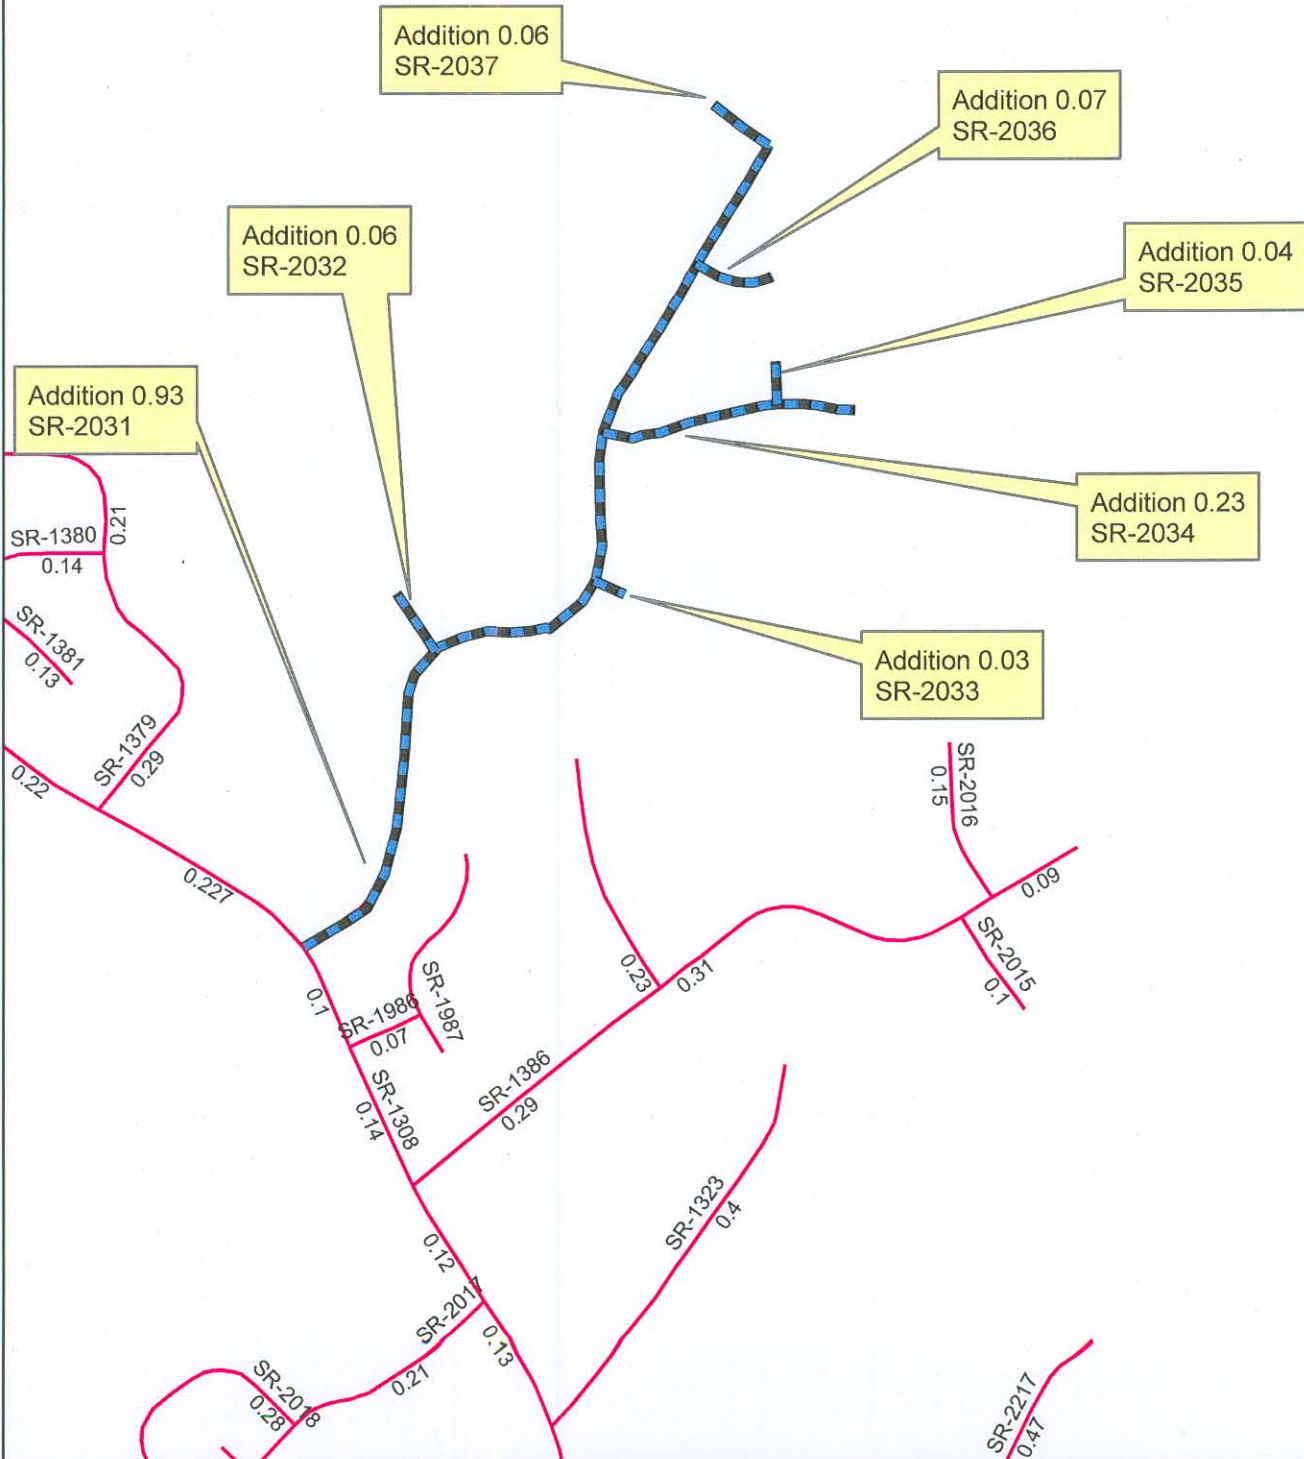 Addition 0.06
SR-2037
Addition 0.07
SR-2036
Addition 0.06
SR-2032
Addition 0.04
SR-2035
Addition 0.93
SR-2031
Addition 0.23
SR-2034
0.21
SR-1380
0.14
SR-1381
0.13
Addition 0.03
SR-2033
SR-1379
0.29
0.22
SR-2016
0.15
0.227
0.09
SR-2015
0.1
0.23
0.31
SR-1987
0.1
SR-1986
0.07
SR-1386
0.29
SR-1308
0.14
SR-1323
0.4
0.12
SR-2017
0.13
0.21
SR-2018
0.28
SR-2217
0.47